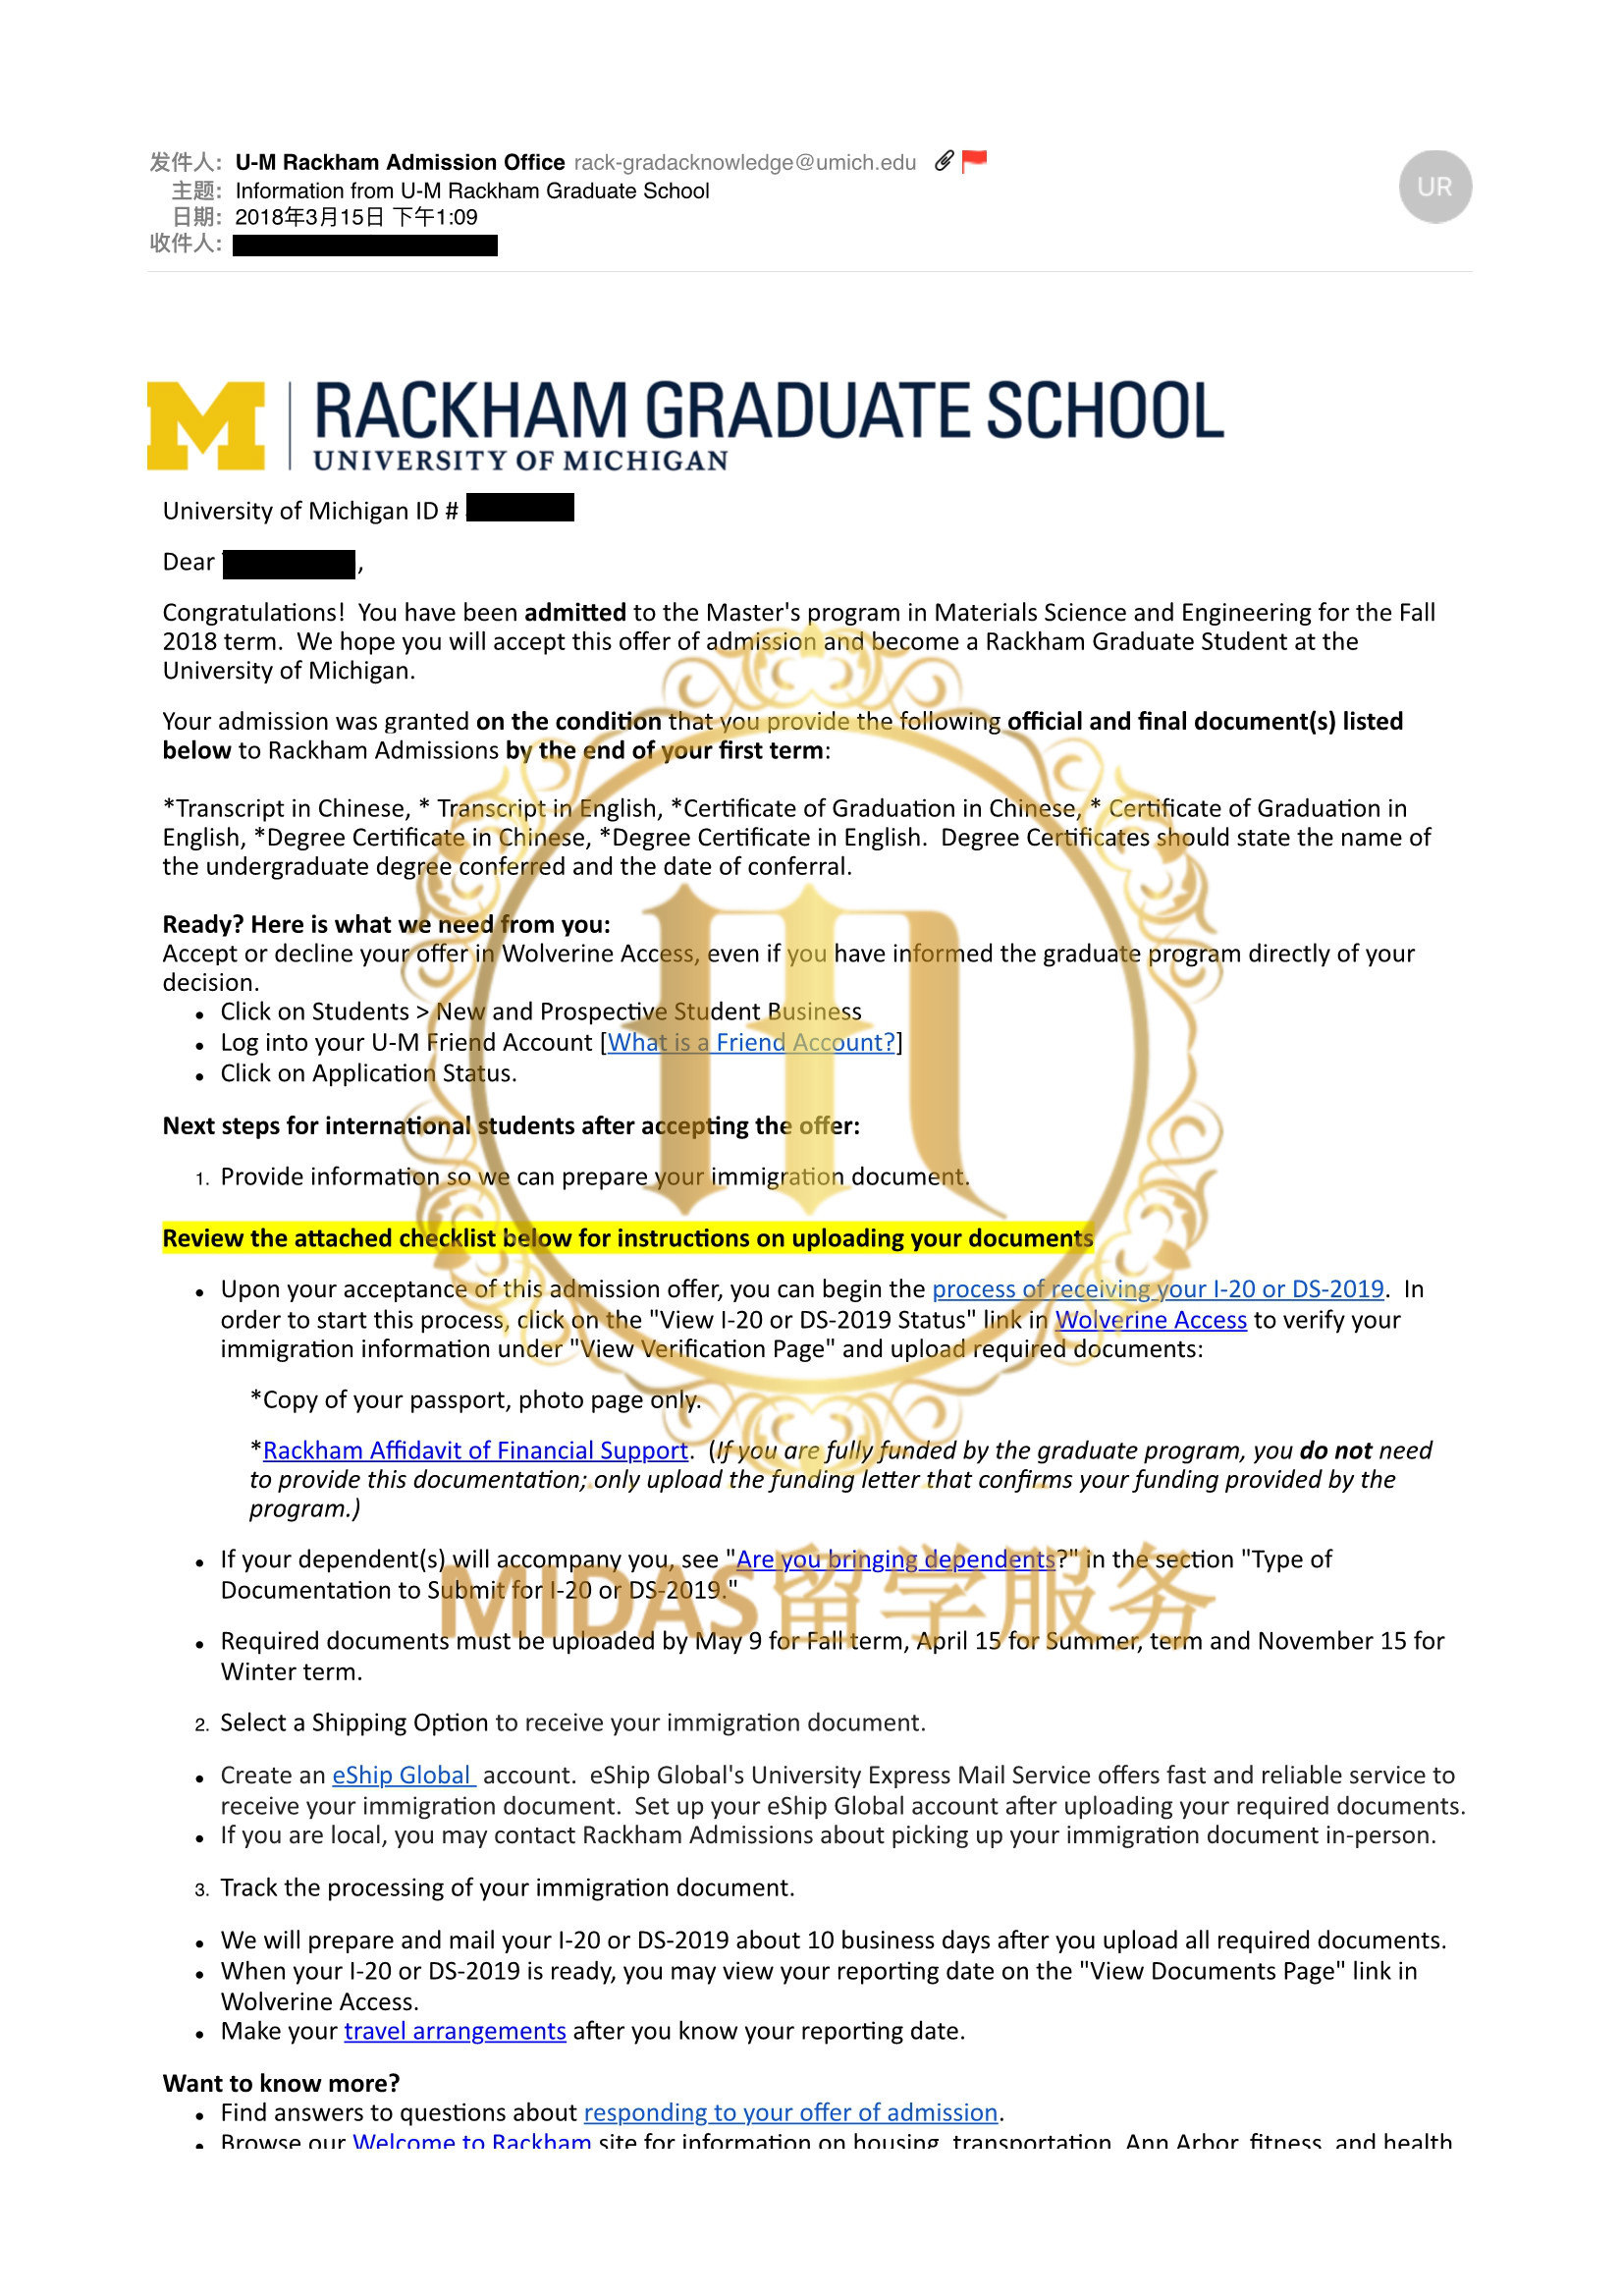 发件人: U-M Rackham Admission Office rack-gradacknowledge@umich.edu
主题: Information from U-M Rackham Graduate School
日期: 2018年3月15日 下午1:09
收件人:
UR
M RACKHAM GRADUATE SCHOOL
UNIVERSITY OF MICHIGAN
University of Michigan ID #
Dear ,
Congratulations! You have been admitted to the Master's program in Materials Science and Engineering for the Fall
2018 term. We hope you will accept this offer of admission and become a Rackham Graduate Student at the
University of Michigan.
Your admission was granted on the condition that you provide the following official and final document(s) listed
below to Rackham Admissions by the end of your first term:
*Transcript in Chinese, * Transcript in English, *Certificate of Graduation in Chinese, * Certificate of Graduation in
English, *Degree Certificate in Chinese, *Degree Certificate in English. Degree Certificates should state the name of
the undergraduate degree conferred and the date of conferral.
Ready? Here is what we need from you:
Accept or decline your offer in Wolverine Access, even if you have informed the graduate program directly of your
decision.
• Click on Students > New and Prospective Student Business
• Log into your U-M Friend Account [What is a Friend Account?]
• Click on Application Status.
Next steps for international students after accepting the offer:
1. Provide information so we can prepare your immigration document.
Review the attached checklist below for instructions on uploading your documents
• Upon your acceptance of this admission offer, you can begin the process of receiving your I-20 or DS-2019. In
order to start this process, click on the "View I-20 or DS-2019 Status" link in Wolverine Access to verify your
immigration information under "View Verification Page" and upload required documents:
*Copy of your passport, photo page only.
*Rackham Affidavit of Financial Support. (If you are fully funded by the graduate program, you do not need
to provide this documentation; only upload the funding letter that confirms your funding provided by the
program.)
• If your dependent(s) will accompany you, see "Are you bringing dependents?" in the section "Type of
Documentation to Submit for I-20 or DS-2019."
MIDAS留学服务
• Required documents must be uploaded by May 9 for Fall term, April 15 for Summer, term and November 15 for
Winter term.
2. Select a Shipping Option to receive your immigration document.
• Create an eShip Global account. eShip Global's University Express Mail Service offers fast and reliable service to
receive your immigration document. Set up your eShip Global account after uploading your required documents.
• If you are local, you may contact Rackham Admissions about picking up your immigration document in-person.
3. Track the processing of your immigration document.
• We will prepare and mail your I-20 or DS-2019 about 10 business days after you upload all required documents.
• When your I-20 or DS-2019 is ready, you may view your reporting date on the "View Documents Page" link in
Wolverine Access.
• Make your travel arrangements after you know your reporting date.
Want to know more?
• Find answers to questions about responding to your offer of admission.
• Browse our Welcome to Rackham site for information on housing, transportation, Ann Arbor, fitness, and health